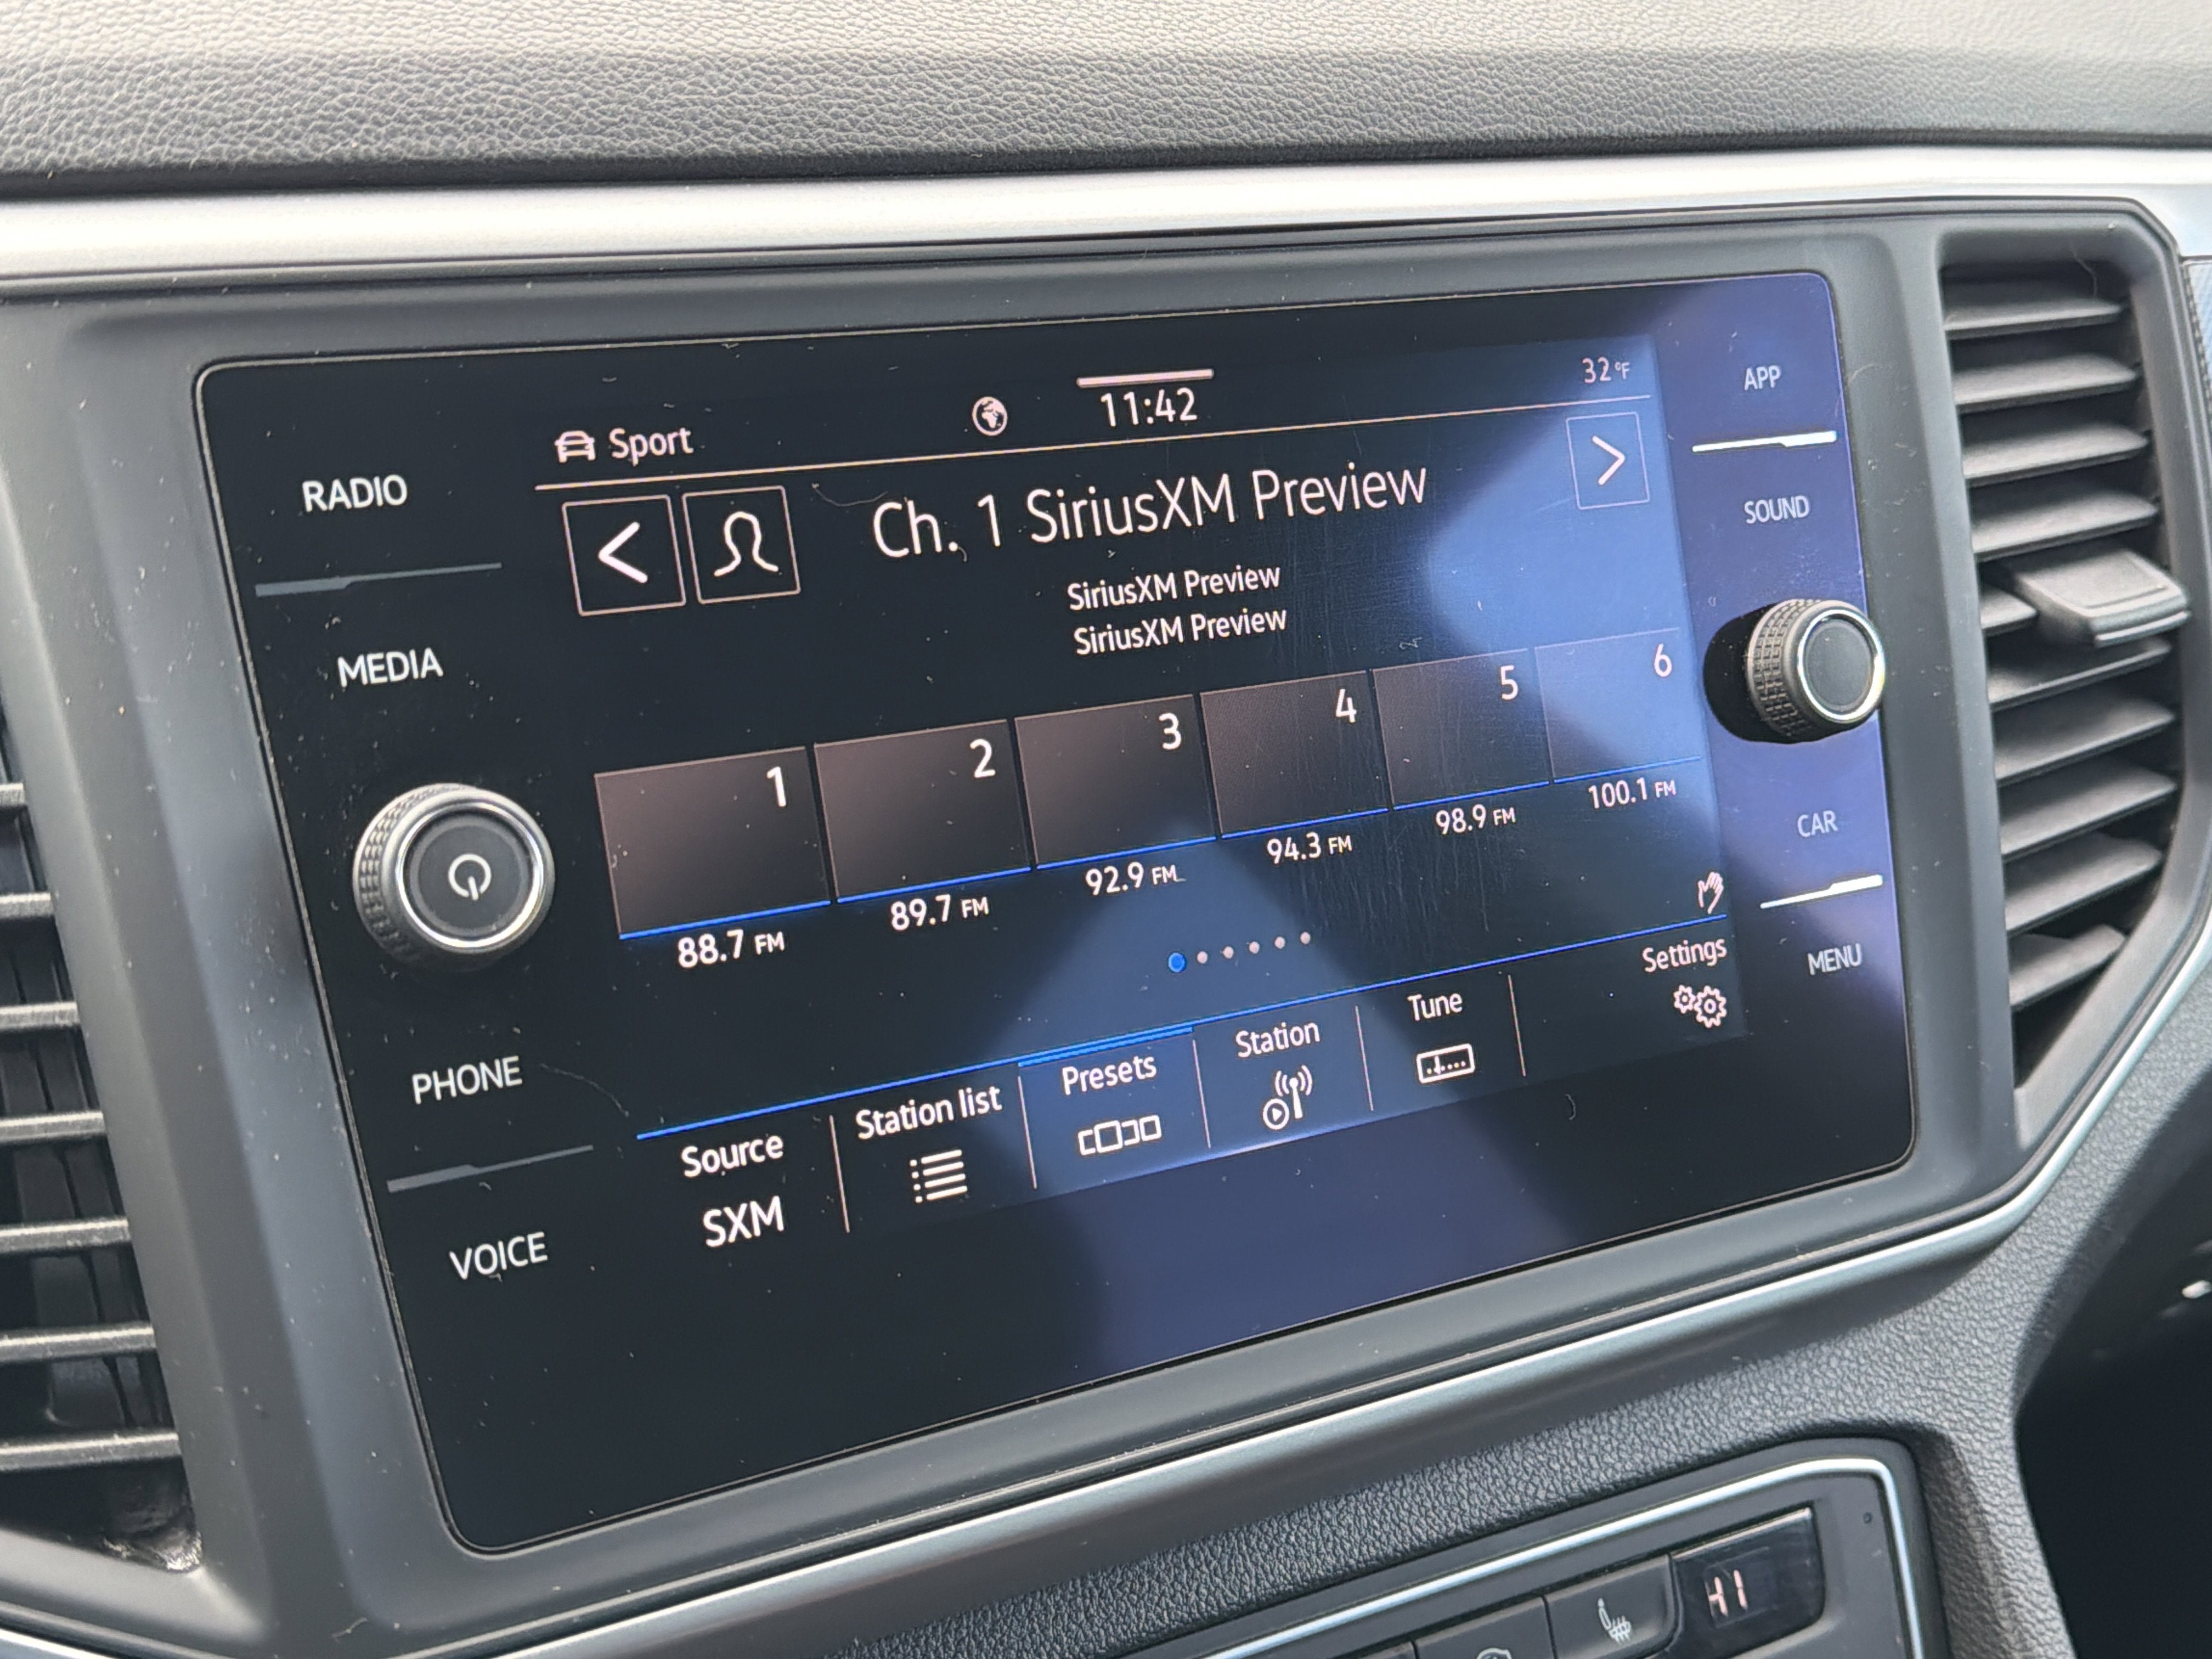 RADIO
MEDIA
PHONE
VOICE
Sport
11:42
32°F
Ch. 1 SiriusXM Preview
SiriusXM Preview
SiriusXM Preview
1 2 3 4 5 6
88.7 FM 89.7 FM 92.9 FM 94.3 FM 98.9 FM 100.1 FM
Source Station list Presets Station Tune Settings
SXM
APP
SOUND
CAR
MENU
HI